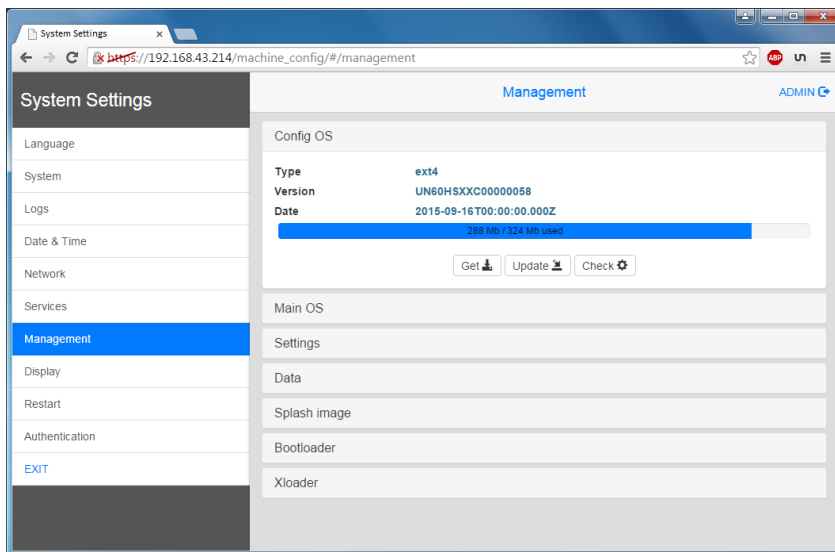 System Settings
https://192.168.43.214/machine_config/#/management
ABP
System Settings
Language
System
Logs
Date & Time
Network
Services
Management
Display
Restart
Authentication
EXIT
Management
ADMIN
Config OS
Type ext4
Version UN60HSXXC00000058
Date 2015-09-16T00:00:00.000Z
288 Mb / 324 Mb used
Get Update Check
Main OS
Settings
Data
Splash image
Bootloader
Xloader